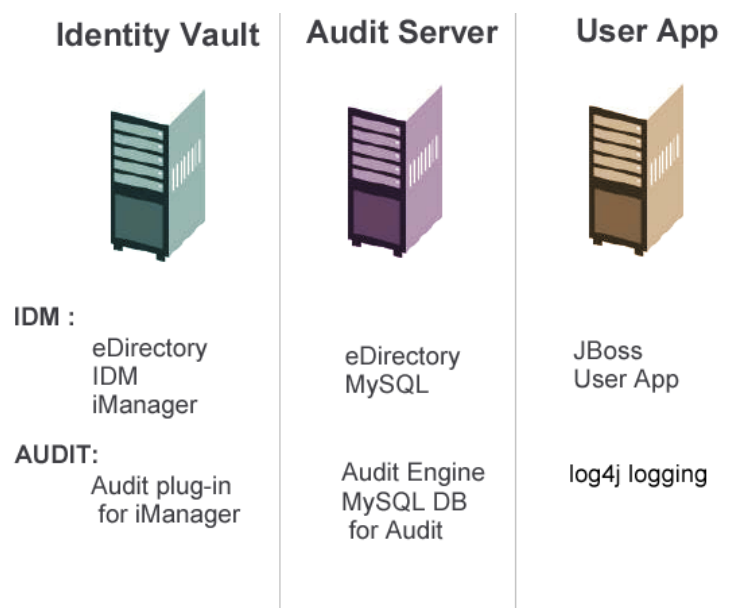 Identity Vault
Audit Server
User App
IDM :
eDirectory
IDM
iManager
eDirectory
MySQL
JBoss
User App
AUDIT:
Audit plug-in
for iManager
Audit Engine
MySQL DB
for Audit
log4j logging